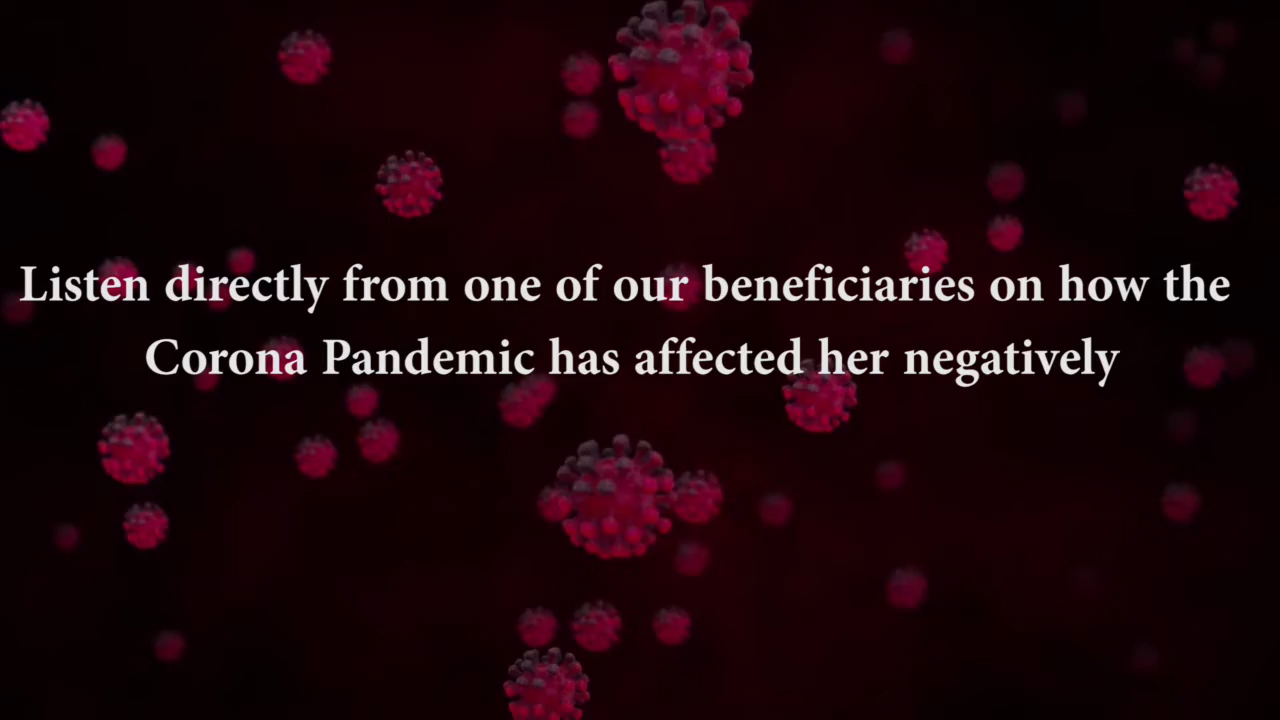 Listen directly from one of our beneficiaries on how the
Corona Pandemic has affected her negatively